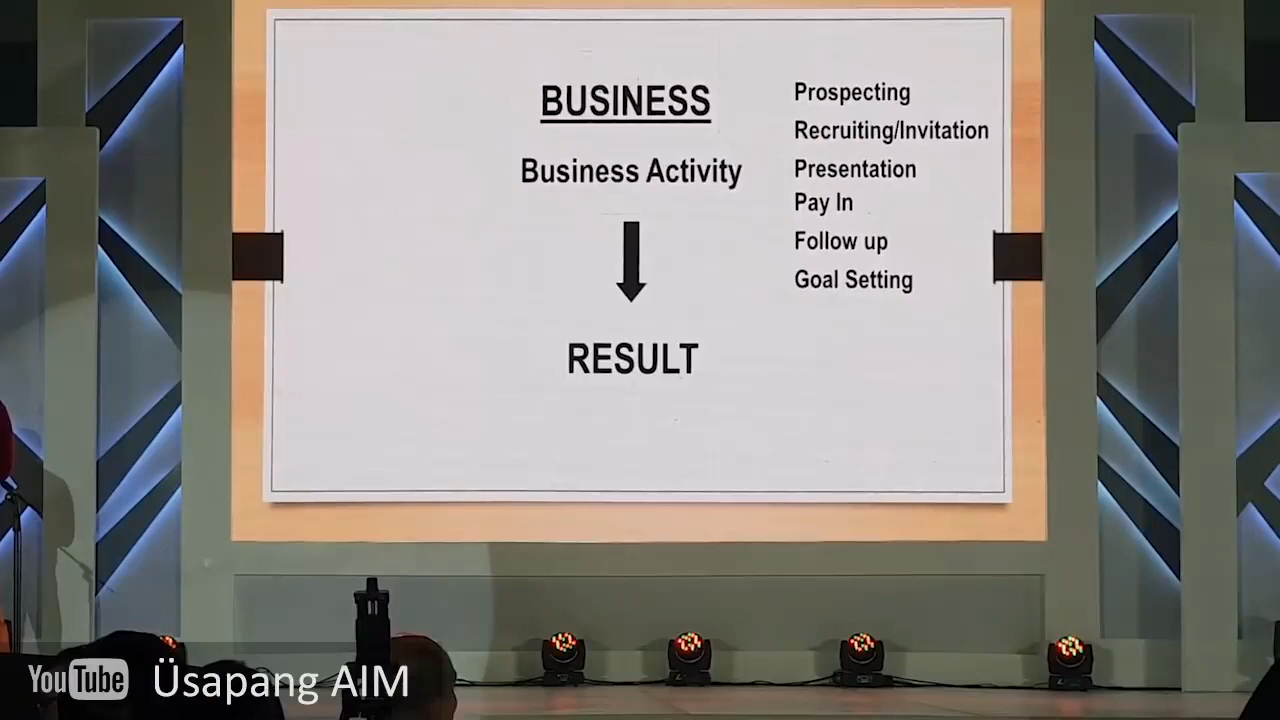 BUSINESS
Business Activity
RESULT
Prospecting
Recruiting/Invitation
Presentation
Pay In
Follow up
Goal Setting
YouTube Üsapang AIM